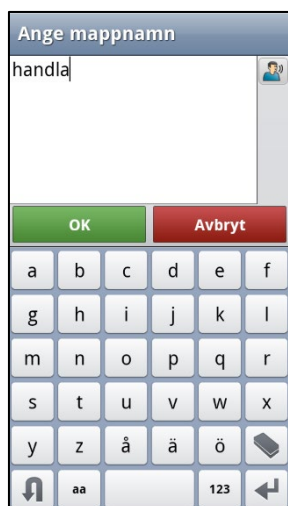 Ange mappnamn
handla
OK Avbryt
a b c d e f
g h i j k l
m n o p q r
s t u v w x
y z å ä ö
aa 123